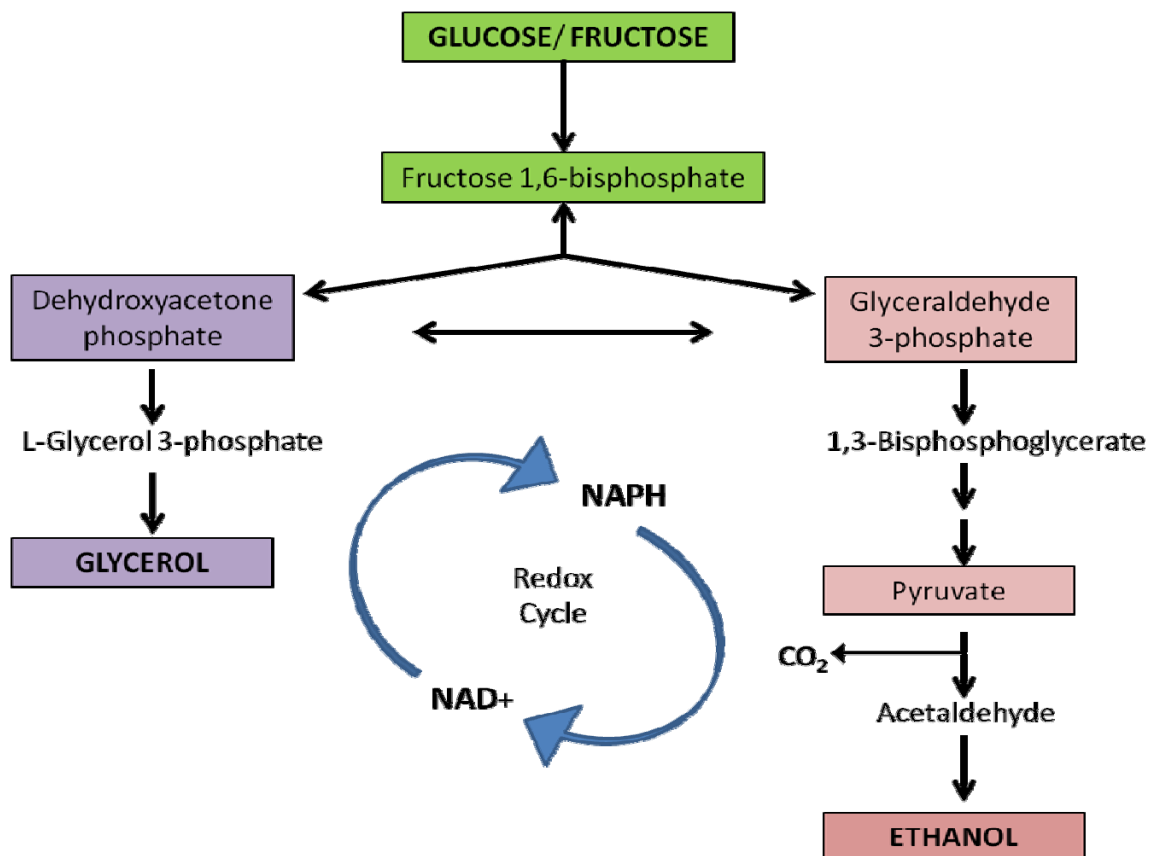 GLUCOSE/ FRUCTOSE
Fructose 1,6-bisphosphate
Dehydroxyacetone
phosphate
Glyceraldehyde
3-phosphate
L-Glycerol 3-phosphate
1,3-Bisphosphoglycerate
NAPH
GLYCEROL
Redox
Cycle
Pyruvate
CO₂
NAD+
Acetaldehyde
ETHANOL